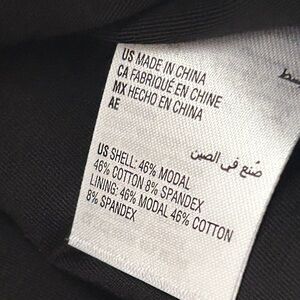 US MADE IN CHINA
CA FABRIQUÉ EN CHINE
MX HECHO EN CHINA
AE
صُنع في الصين
US SHELL: 46% MODAL
46% COTTON 8% SPANDEX
LINING: 46% MODAL 46% COTTON
8% SPANDEX